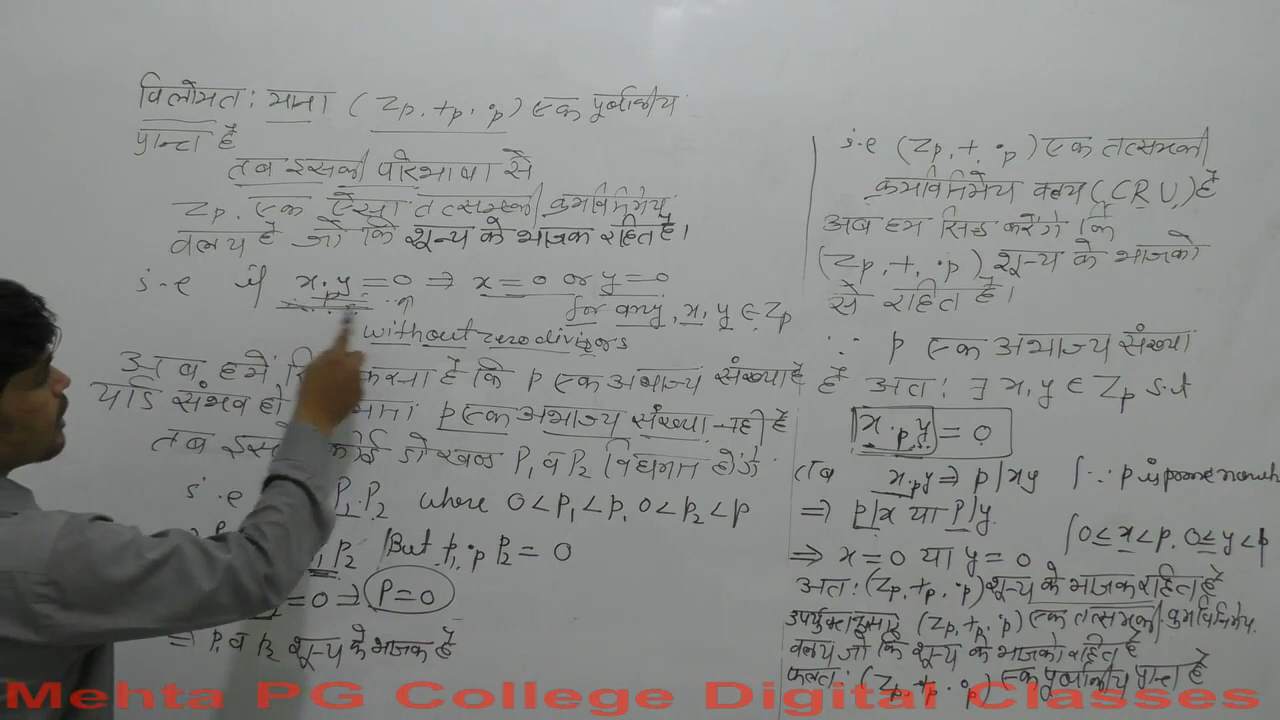 विलोमत: माना (Zp, +p, ·p) एक पूर्णांकीय
प्रान्त है
तब इसकी परिभाषा से
Zp, एक ऐसा तत्समकी क्रमविनिमेय
वलय है जो कि शून्य के भाजक रहित है।
i.e if x ·p y = 0 ⇒ x = 0 or y = 0
for any, x, y ∈ Zp
without zero divisors
अब हमें करना है कि p एक अभाज्य संख्या है
यदि संभव हो माना p एक अभाज्य संख्या नहीं है
तब इसके कोई दो खण्ड P₁ व P₂ विद्यमान होंगे
i.e P₁.P₂ where 0<p₁<p, 0<p₂<p
P₂ But p₁ ·p P₂ = 0
=0 ⇒ P=0
⇒ P₁ व P₂ शून्य के भाजक है
i.e (Zp, +, ·p) एक तत्समकी
क्रमविनिमेय वलय (C R U) है
अब हम सिद्ध करेंगे कि
(Zp, +, ·p) शून्य के भाजको
से रहित है।
∵ p एक अभाज्य संख्या
है अत: ∃ x, y ∈ Zp s.t
x ·p y = 0
तब x ·p y ⇒ p | xy [∵ p is prime
⇒ p|x या p|y
[0≤x<p, 0≤y<p
⇒ x=0 या y=0
अत: (Zp, +p, ·p) शून्य के भाजक रहित है
उपर्युक्तानुसार (Zp, +p, ·p) एक तत्समकी क्रमविनिमेय
वलय जो कि शून्य के भाजको रहित है
फलत: (Zp, +p, ·p) एक पूर्णांकीय प्रान्त है
Mehta PG College Digital Classes